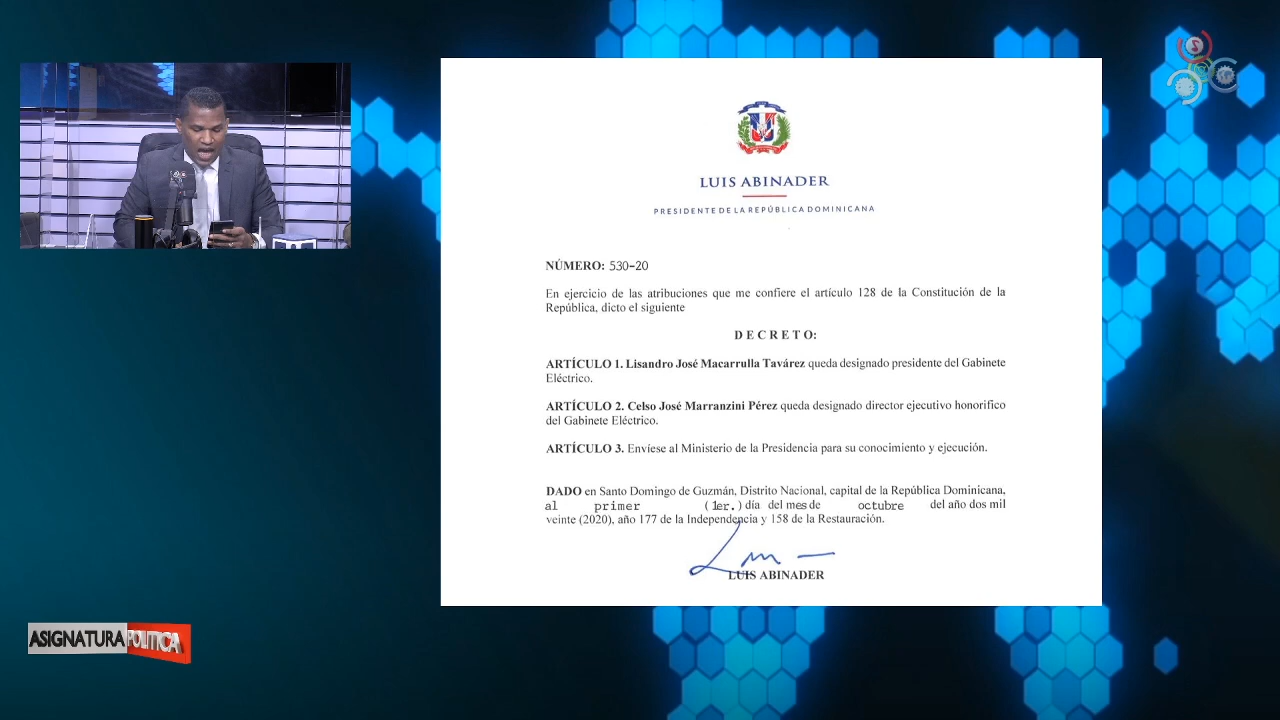 LUIS ABINADER
PRESIDENTE DE LA REPÚBLICA DOMINICANA
NÚMERO: 530-20
En ejercicio de las atribuciones que me confiere el artículo 128 de la Constitución de la
República, dicto el siguiente
D E C R E T O:
ARTÍCULO 1. Lisandro José Macarrulla Tavárez queda designado presidente del Gabinete
Eléctrico.
ARTÍCULO 2. Celso José Marranzini Pérez queda designado director ejecutivo honorifico
del Gabinete Eléctrico.
ARTÍCULO 3. Envíese al Ministerio de la Presidencia para su conocimiento y ejecución.
DADO en Santo Domingo de Guzmán, Distrito Nacional, capital de la República Dominicana,
al primer (1er.) día del mes de octubre del año dos mil
veinte (2020), año 177 de la Independencia y 158 de la Restauración.
LUIS ABINADER
ASIGNATURA POLITICA